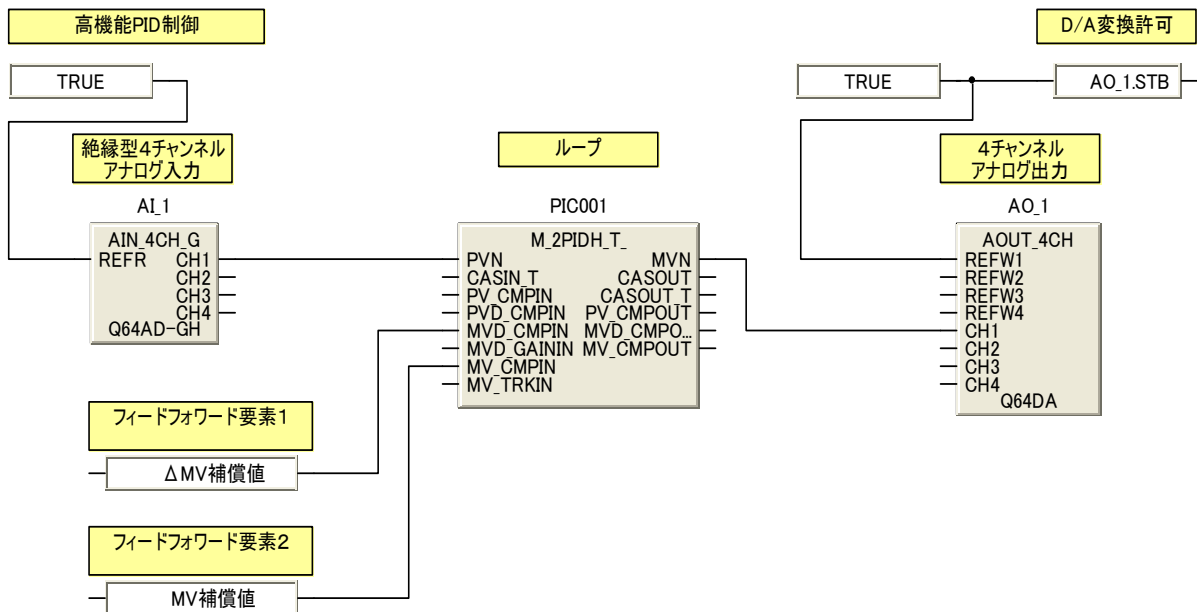 高機能PID制御
D/A変換許可
TRUE
TRUE
AO_1.STB
絶縁型4チャンネル
アナログ入力
ループ
4チャンネル
アナログ出力
AI_1
AIN_4CH_G
REFR CH1
CH2
CH3
CH4
Q64AD-GH
PIC001
M_2PIDH_T_
PVN MVN
CASIN_T CASOUT
PV_CMPIN CASOUT_T
PVD_CMPIN PV_CMPOUT
MVD_CMPIN MVD_CMPO...
MVD_GAININ MV_CMPOUT
MV_CMPIN
MV_TRKIN
AO_1
AOUT_4CH
REFW1
REFW2
REFW3
REFW4
CH1
CH2
CH3
CH4
Q64DA
フィードフォワード要素1
ΔMV補償値
フィードフォワード要素2
MV補償値